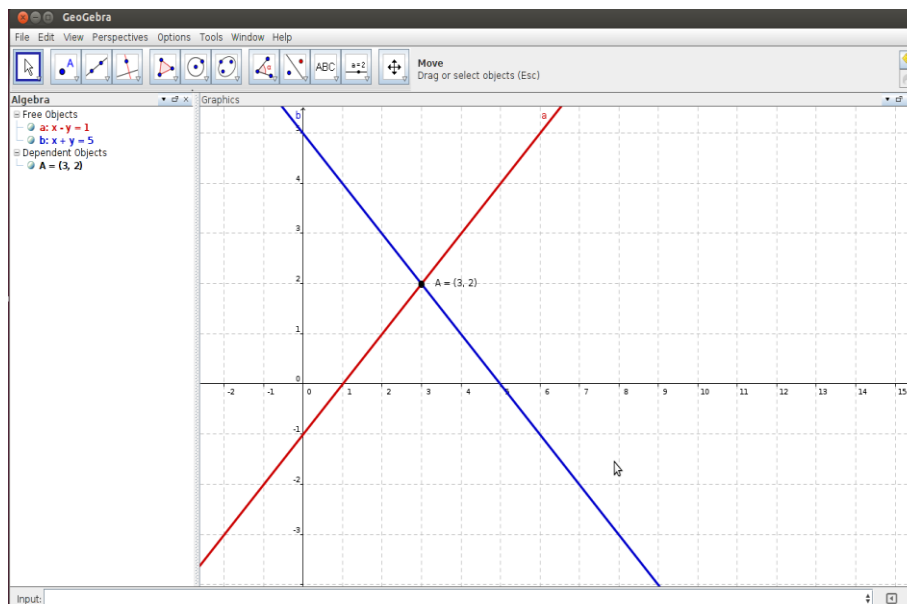 GeoGebra
File Edit View Perspectives Options Tools Window Help
A
ABC
a=2
Move
Drag or select objects (Esc)
Algebra
Graphics
Free Objects
a: x - y = 1
b: x + y = 5
Dependent Objects
A = (3, 2)
b
a
5
4
3
2
A = (3, 2)
1
0
-2 -1 0 1 2 3 4 5 6 7 8 9 10 11 12 13 14 15
-1
-2
-3
Input: